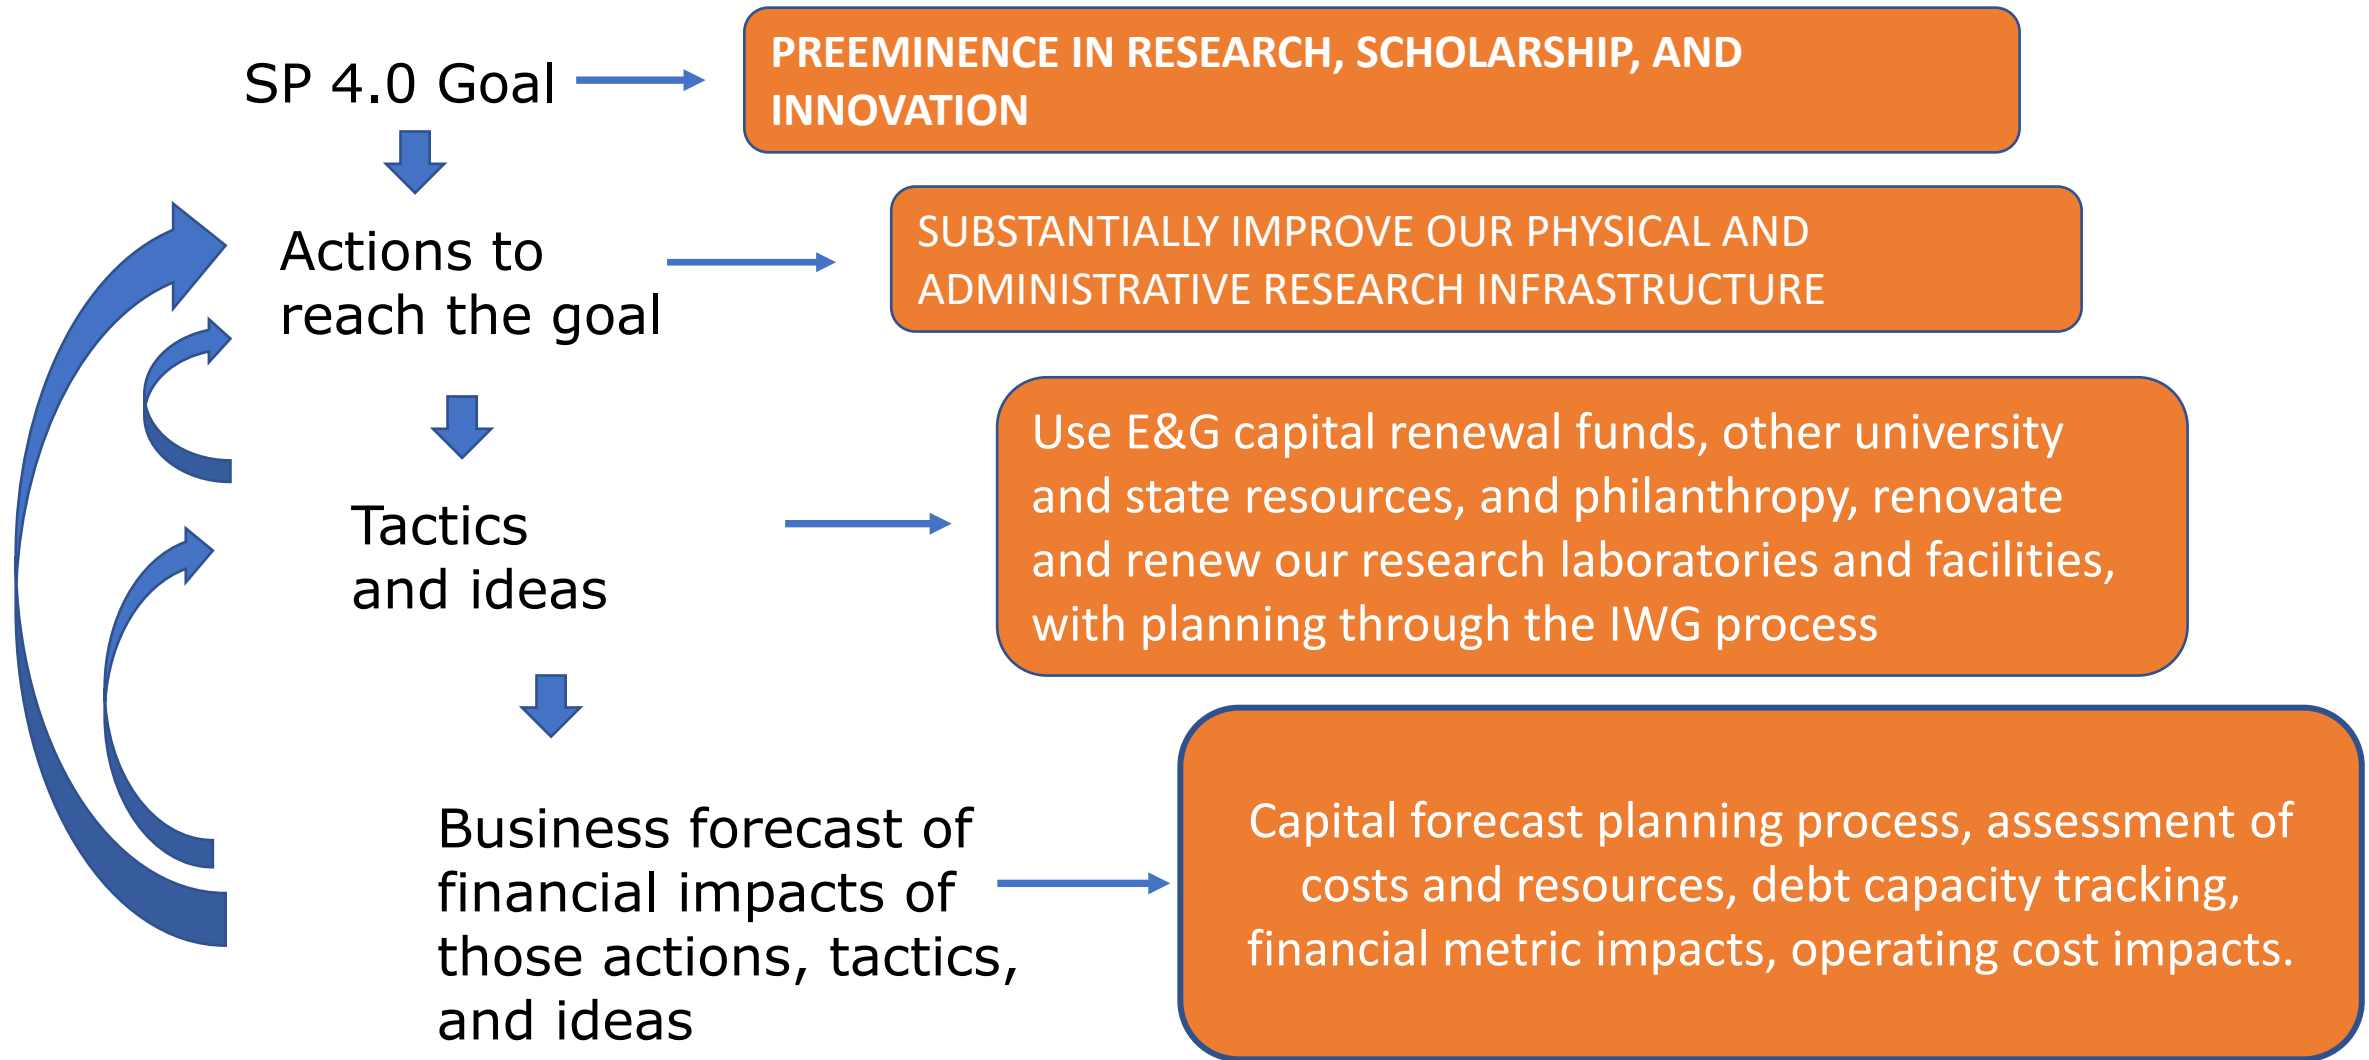 SP 4.0 Goal
PREEMINENCE IN RESEARCH, SCHOLARSHIP, AND
INNOVATION
Actions to
reach the goal
SUBSTANTIALLY IMPROVE OUR PHYSICAL AND
ADMINISTRATIVE RESEARCH INFRASTRUCTURE
Tactics
and ideas
Use E&G capital renewal funds, other university
and state resources, and philanthropy, renovate
and renew our research laboratories and facilities,
with planning through the IWG process
Business forecast of
financial impacts of
those actions, tactics,
and ideas
Capital forecast planning process, assessment of
costs and resources, debt capacity tracking,
financial metric impacts, operating cost impacts.